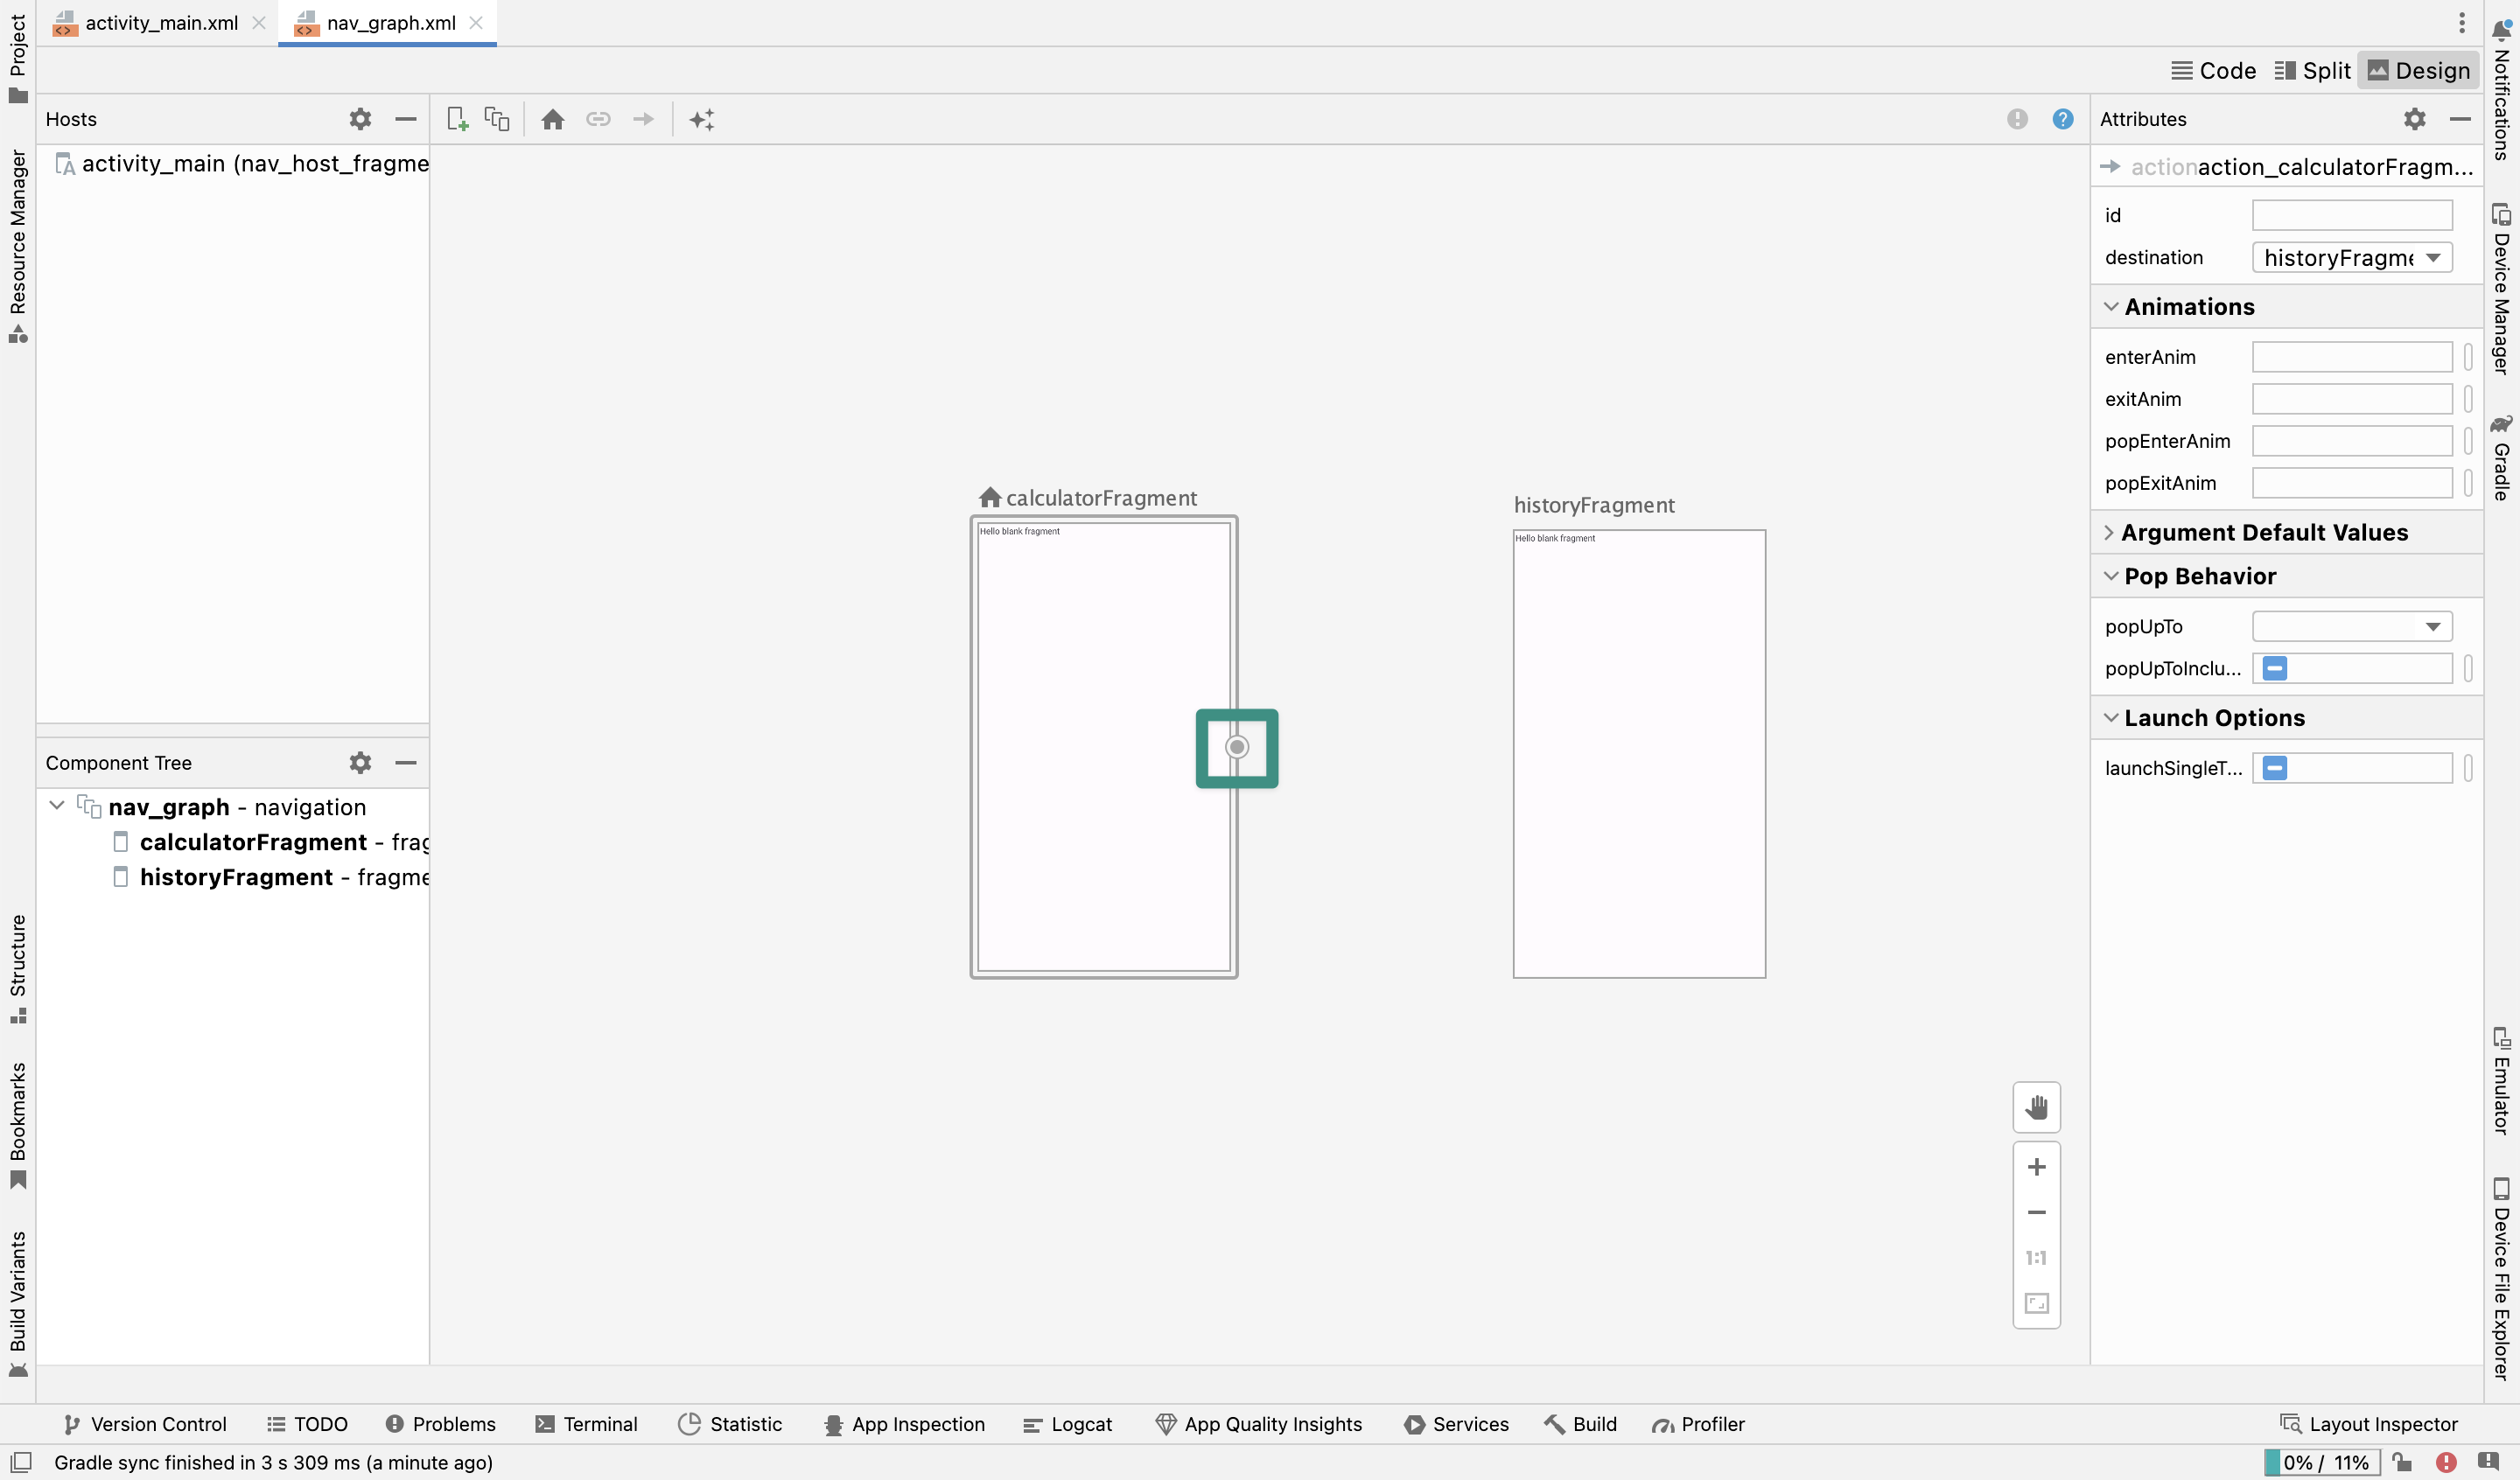 activity_main.xml
nav_graph.xml
Code
Split
Design
Project
Resource Manager
Structure
Bookmarks
Build Variants
Hosts
activity_main (nav_host_fragme
Component Tree
nav_graph - navigation
calculatorFragment - frag
historyFragment - fragme
calculatorFragment
Hello blank fragment
historyFragment
Hello blank fragment
1:1
Attributes
actionaction_calculatorFragm...
id
destination historyFragme
Animations
enterAnim
exitAnim
popEnterAnim
popExitAnim
Argument Default Values
Pop Behavior
popUpTo
popUpToInclu...
Launch Options
launchSingleT...
Notifications
Device Manager
Gradle
Emulator
Device File Explorer
Version Control
TODO
Problems
Terminal
Statistic
App Inspection
Logcat
App Quality Insights
Services
Build
Profiler
Layout Inspector
Gradle sync finished in 3 s 309 ms (a minute ago)
0% / 11%